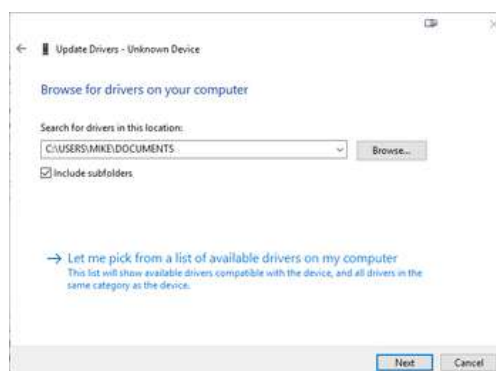 Update Drivers - Unknown Device
Browse for drivers on your computer
Search for drivers in this location:
C:\USERS\MIKE\DOCUMENTS
Browse...
Include subfolders
Let me pick from a list of available drivers on my computer
This list will show available drivers compatible with the device, and all drivers in the
same category as the device.
Next
Cancel